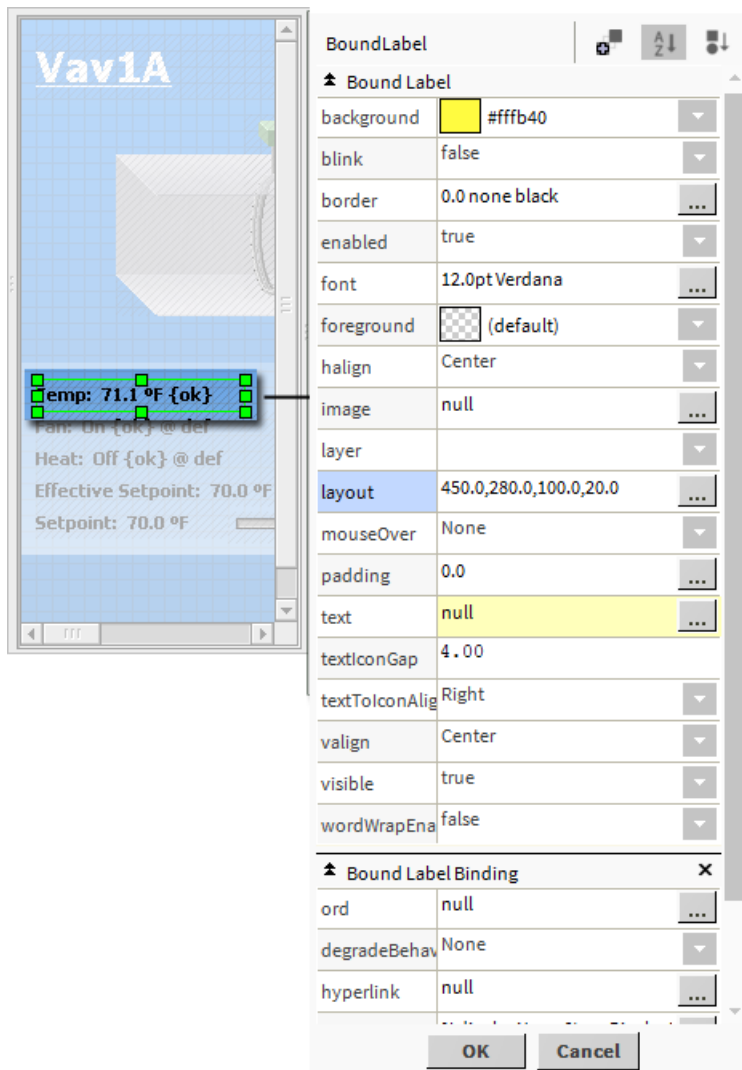 Vav1A
Temp: 71.1 ºF {ok}
Fan: On {ok} @ def
Heat: Off {ok} @ def
Effective Setpoint: 70.0 ºF
Setpoint: 70.0 ºF
BoundLabel
Bound Label
background #fffb40
blink false
border 0.0 none black ...
enabled true
font 12.0pt Verdana ...
foreground (default)
halign Center
image null ...
layer
layout 450.0,280.0,100.0,20.0 ...
mouseOver None
padding 0.0 ...
text null ...
textIconGap 4.00
textToIconAlig Right
valign Center
visible true
wordWrapEna false
Bound Label Binding ×
ord null ...
degradeBehav None
hyperlink null ...
OK Cancel